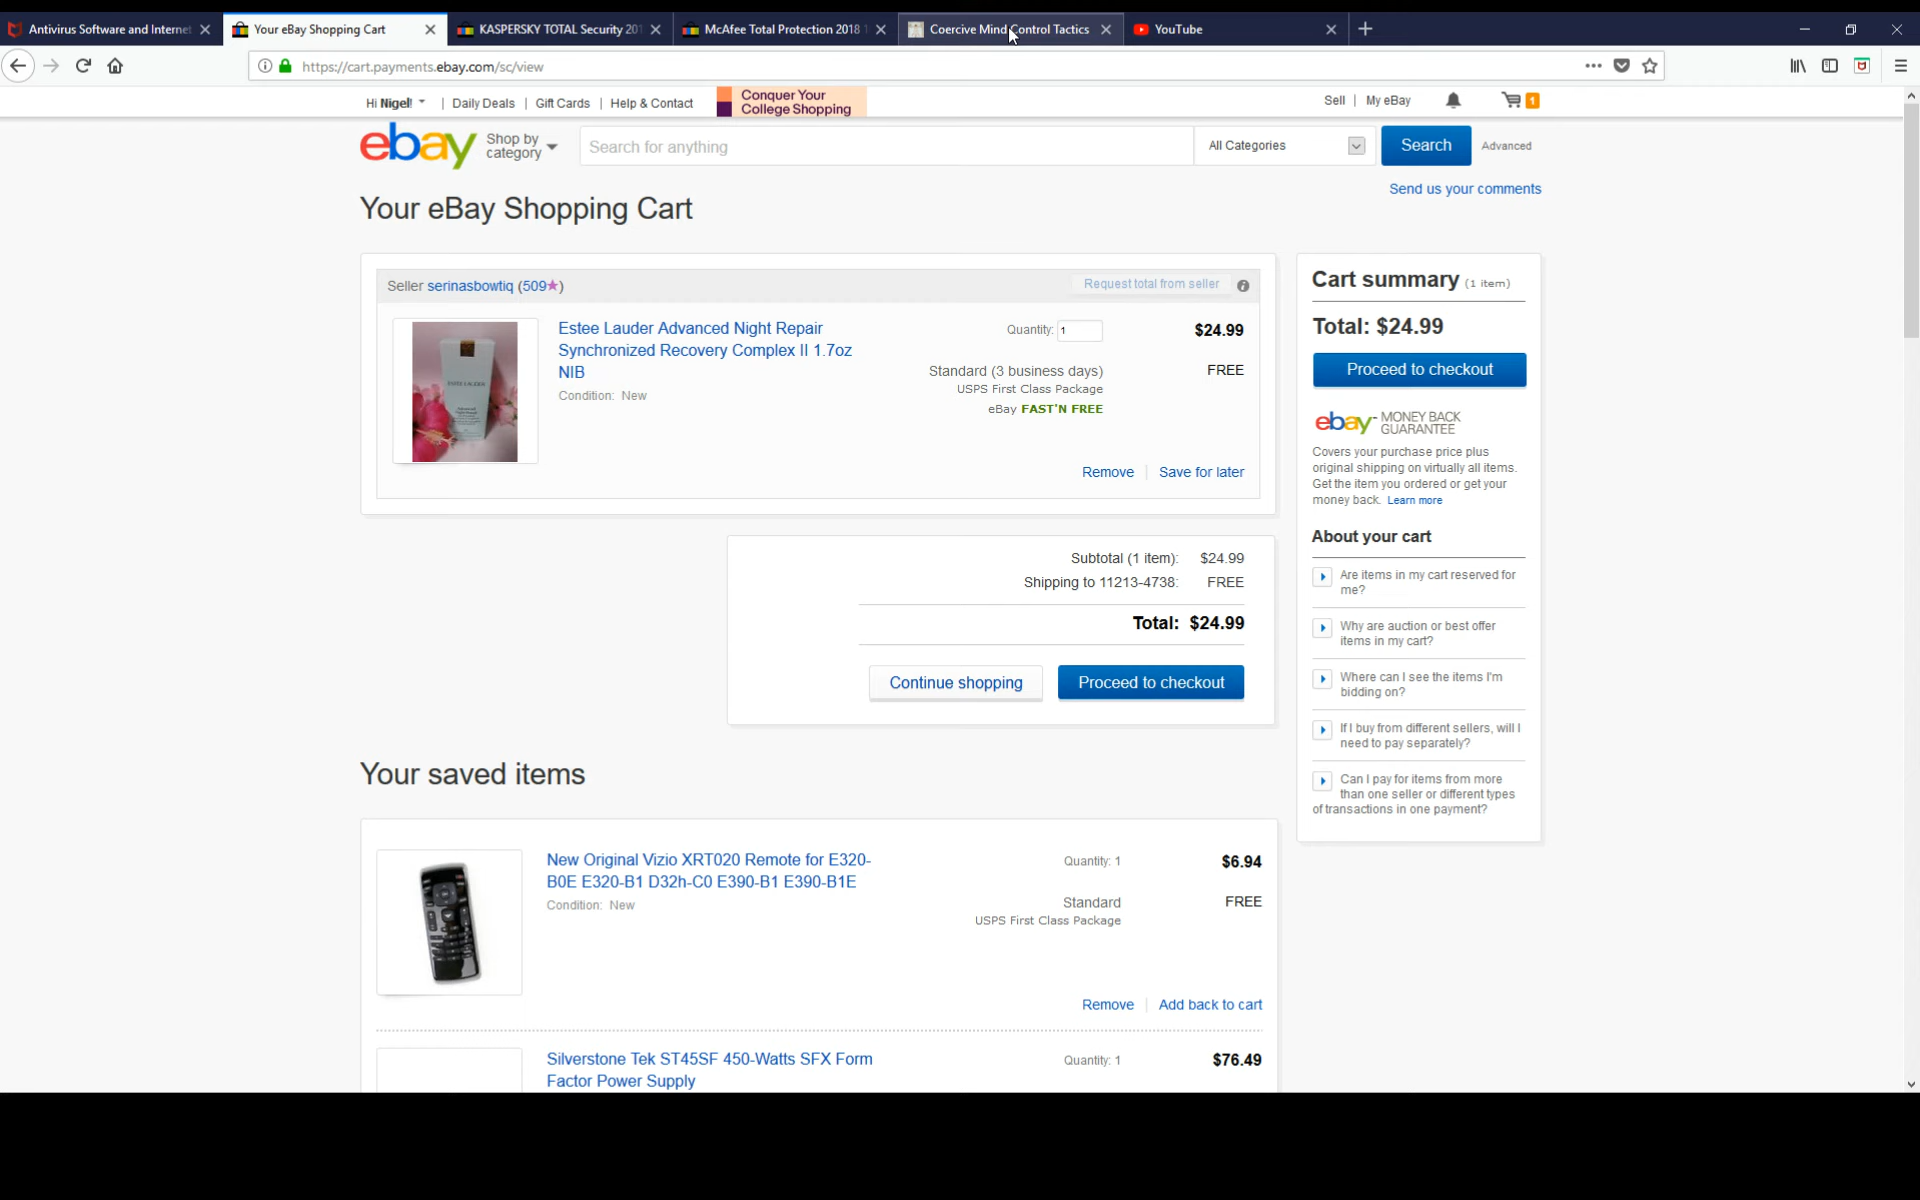 Antivirus Software and Internet
Your eBay Shopping Cart
KASPERSKY TOTAL Security 201
McAfee Total Protection 2018 1
Coercive Mind Control Tactics
YouTube
https://cart.payments.ebay.com/sc/view
Hi Nigel!
Daily Deals
Gift Cards
Help & Contact
Conquer Your
College Shopping
Sell
My eBay
1
ebay
Shop by
category
Search for anything
All Categories
Search
Advanced
Send us your comments
Your eBay Shopping Cart
Seller serinasbowtiq (509★)
Request total from seller
ESTEE LAUDER
Estee Lauder Advanced Night Repair
Synchronized Recovery Complex II 1.7oz
NIB
Condition: New
Quantity: 1
$24.99
Standard (3 business days)
FREE
USPS First Class Package
eBay FAST'N FREE
Remove
Save for later
Subtotal (1 item): $24.99
Shipping to 11213-4738: FREE
Total: $24.99
Continue shopping
Proceed to checkout
Cart summary (1 item)
Total: $24.99
Proceed to checkout
ebay MONEY BACK
GUARANTEE
Covers your purchase price plus
original shipping on virtually all items.
Get the item you ordered or get your
money back. Learn more
About your cart
Are items in my cart reserved for
me?
Why are auction or best offer
items in my cart?
Where can I see the items I'm
bidding on?
If I buy from different sellers, will I
need to pay separately?
Can I pay for items from more
than one seller or different types
of transactions in one payment?
Your saved items
New Original Vizio XRT020 Remote for E320-
B0E E320-B1 D32h-C0 E390-B1 E390-B1E
Condition: New
Quantity: 1
$6.94
Standard
FREE
USPS First Class Package
Remove
Add back to cart
Silverstone Tek ST45SF 450-Watts SFX Form
Factor Power Supply
Quantity: 1
$76.49